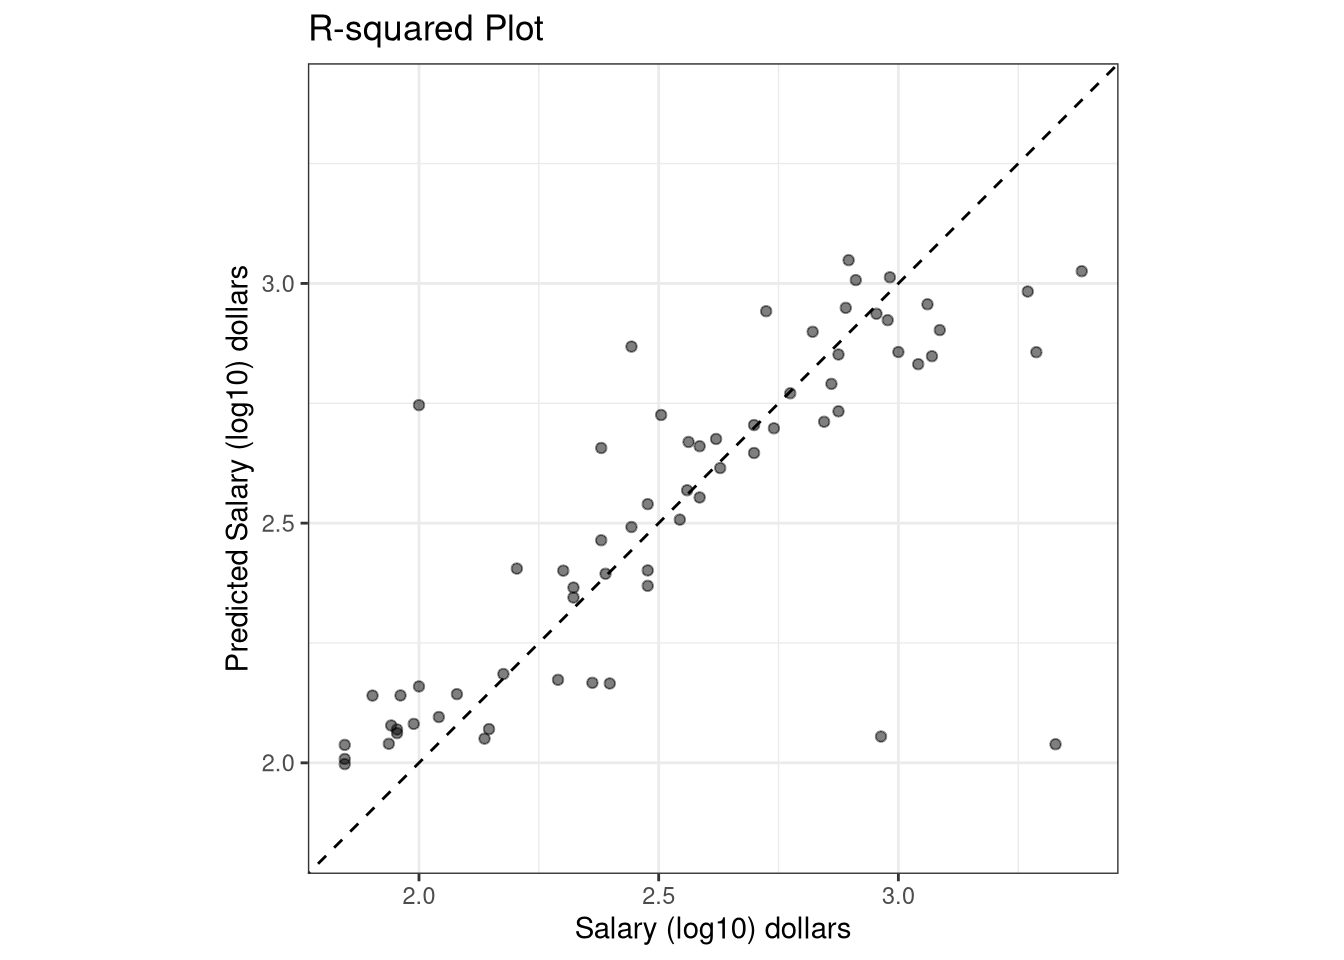 R-squared Plot
Predicted Salary (log10) dollars
3.0
2.5
2.0
2.0 2.5 3.0
Salary (log10) dollars